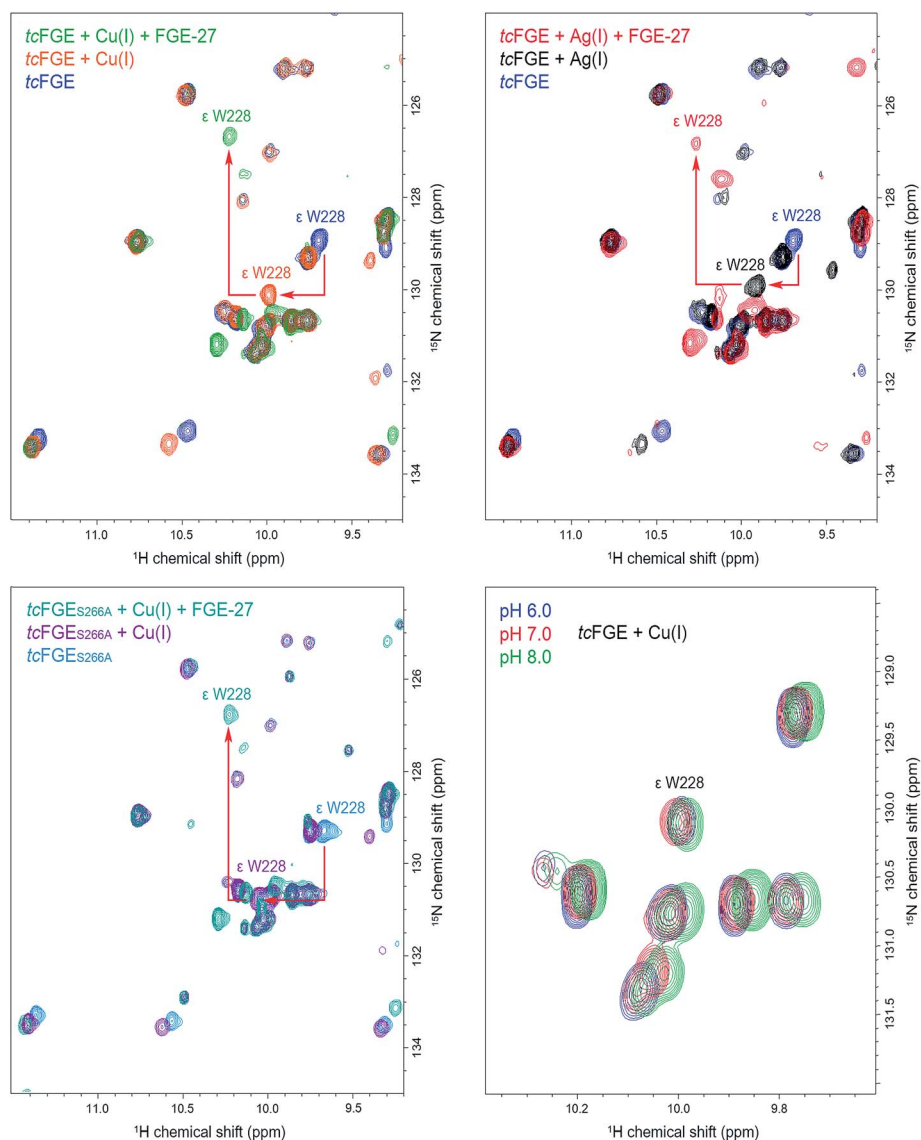 tcFGE + Cu(I) + FGE-27
tcFGE + Cu(I)
tcFGE
ε W228
ε W228
ε W228
126
128
130
132
134
¹⁵N chemical shift (ppm)
11.0 10.5 10.0 9.5
¹H chemical shift (ppm)
tcFGE + Ag(I) + FGE-27
tcFGE + Ag(I)
tcFGE
ε W228
ε W228
ε W228
126
128
130
132
134
¹⁵N chemical shift (ppm)
11.0 10.5 10.0 9.5
¹H chemical shift (ppm)
tcFGES266A + Cu(I) + FGE-27
tcFGES266A + Cu(I)
tcFGES266A
ε W228
ε W228
ε W228
126
128
130
132
134
¹⁵N chemical shift (ppm)
11.0 10.5 10.0 9.5
¹H chemical shift (ppm)
pH 6.0
pH 7.0 tcFGE + Cu(I)
pH 8.0
ε W228
129.0
129.5
130.0
130.5
131.0
131.5
¹⁵N chemical shift (ppm)
10.2 10.0 9.8
¹H chemical shift (ppm)